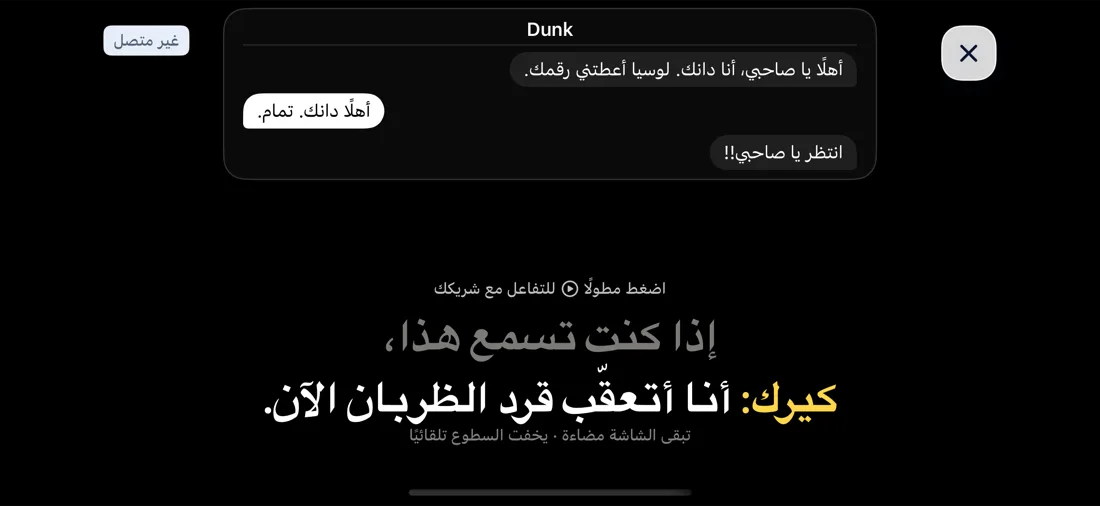 Dunk
غير متصل
أهلًا يا صاحبي، أنا دانك. لوسيا أعطتني رقمك.
أهلًا دانك. تمام.
انتظر يا صاحبي!!
اضغط مطولًا للتفاعل مع شريكك
إذا كنت تسمع هذا،
كيرك: أنا أتعقّب قرد الظربان الآن.
تبقى الشاشة مضاءة · يخفت السطوع تلقائيًا